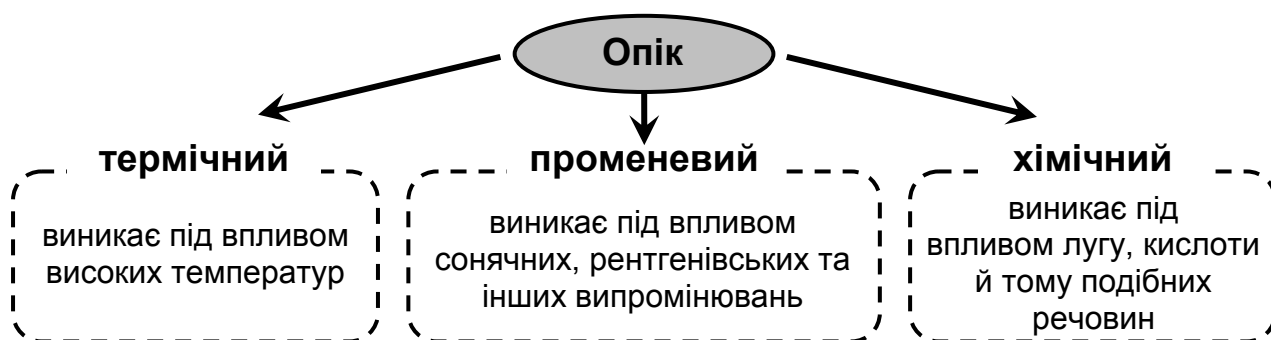 Опік
термічний
виникає під впливом
високих температур
променевий
виникає під впливом
сонячних, рентгенівських та
інших випромінювань
хімічний
виникає під
впливом лугу, кислоти
й тому подібних
речовин